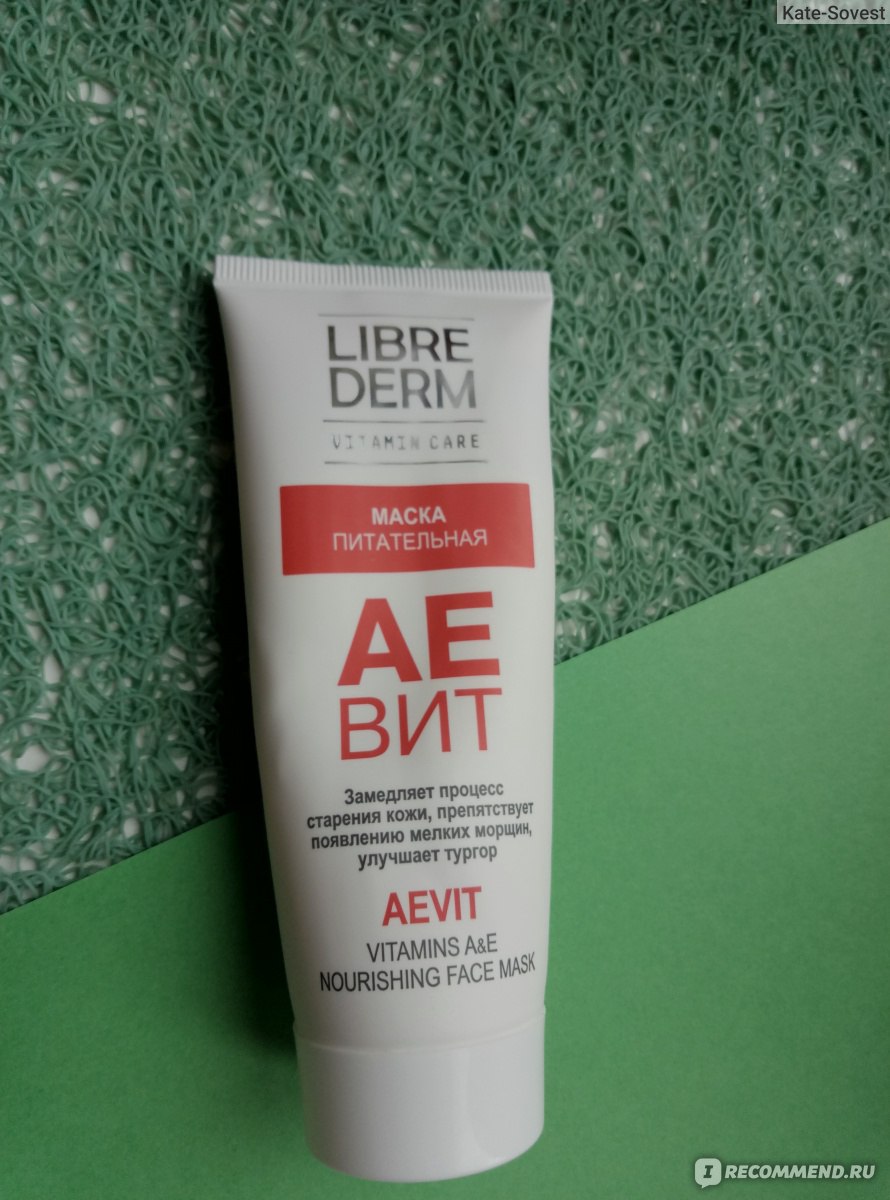 Kate-Sovest
LIBRE
DERM
VITAMIN CARE
МАСКА
ПИТАТЕЛЬНАЯ
АЕ
ВИТ
Замедляет процесс
старения кожи, препятствует
появлению мелких морщин,
улучшает тургор
AEVIT
VITAMINS A&E
NOURISHING FACE MASK
I RECOMMEND.RU